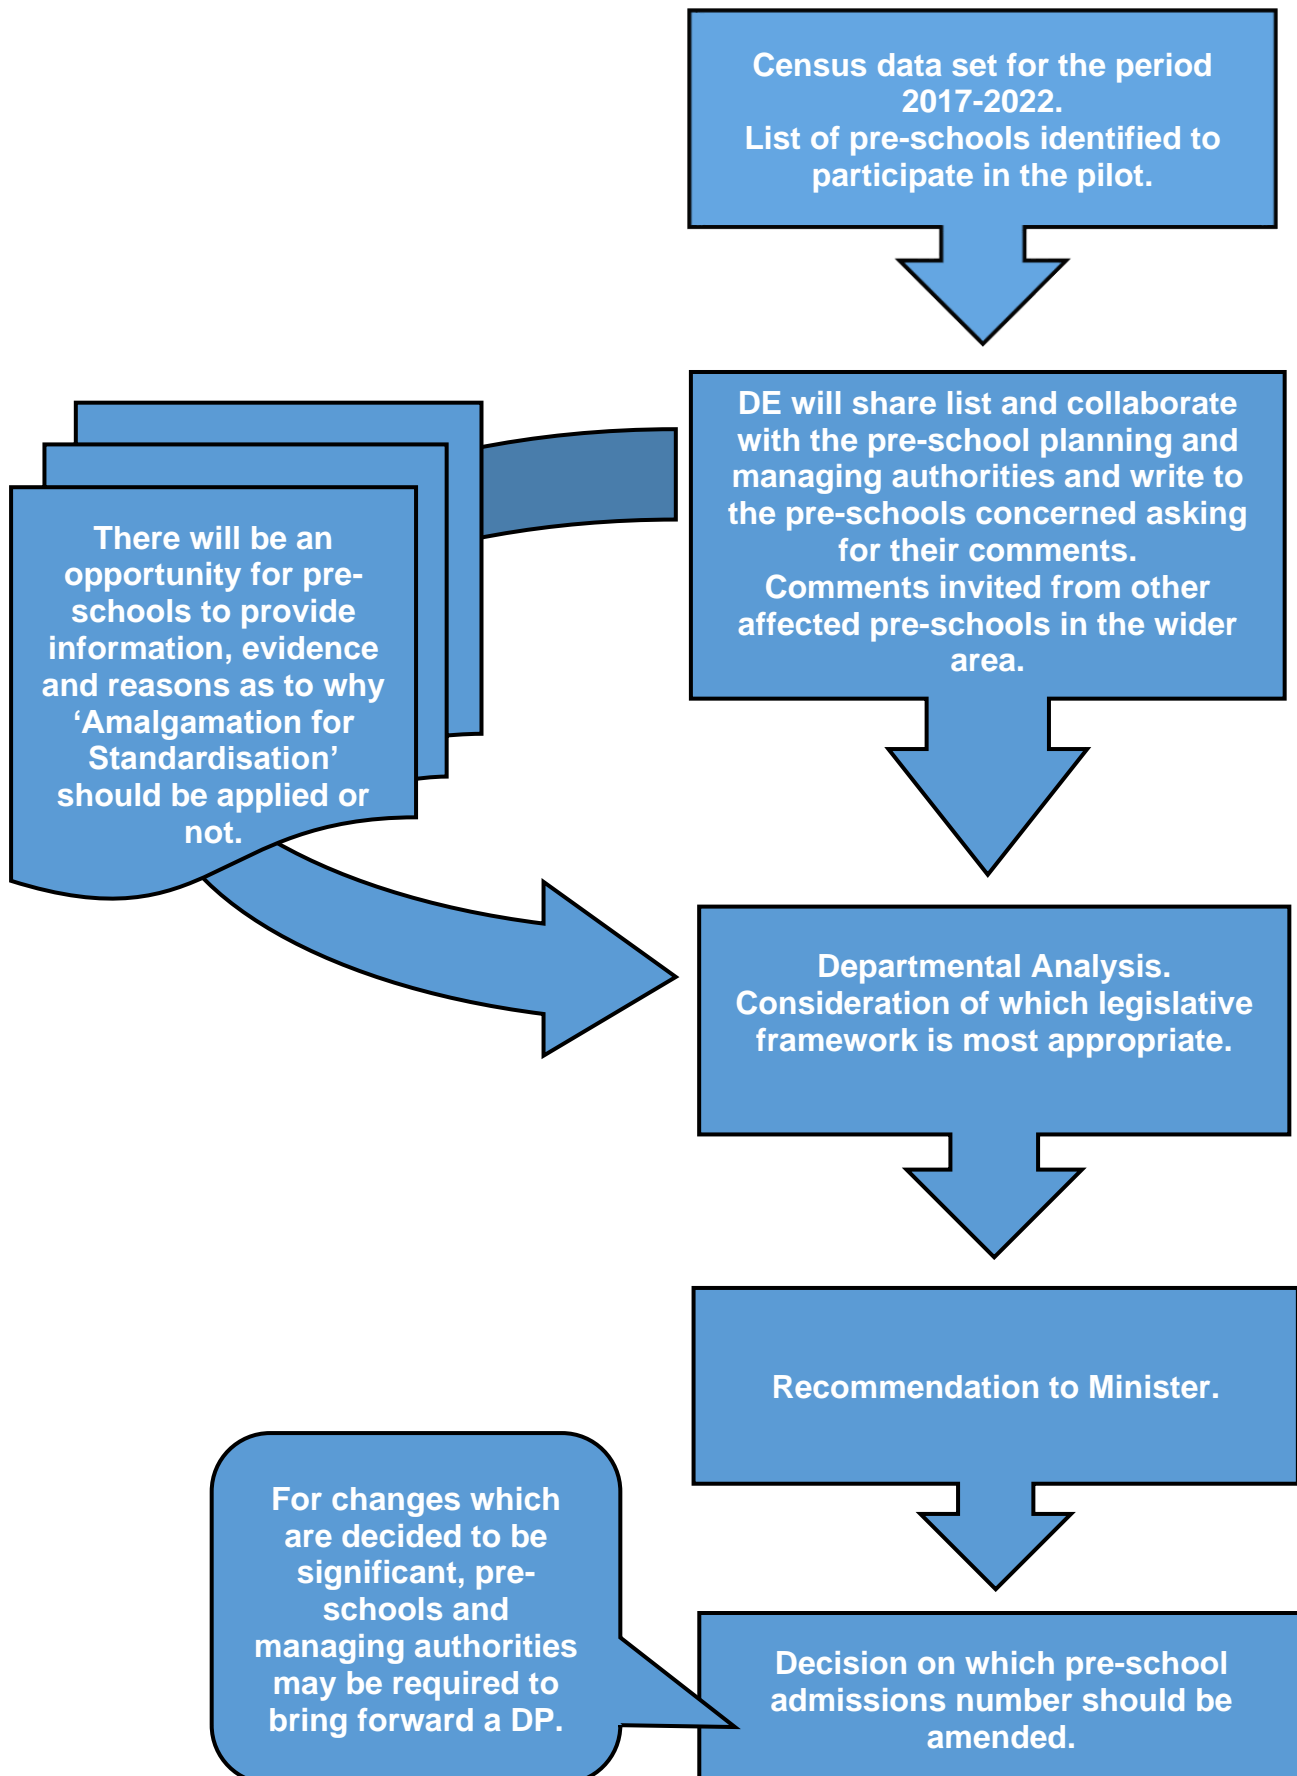 Census data set for the period
2017-2022.
List of pre-schools identified to
participate in the pilot.
DE will share list and collaborate
with the pre-school planning and
managing authorities and write to
the pre-schools concerned asking
for their comments.
Comments invited from other
affected pre-schools in the wider
area.
There will be an
opportunity for pre-
schools to provide
information, evidence
and reasons as to why
‘Amalgamation for
Standardisation’
should be applied or
not.
Departmental Analysis.
Consideration of which legislative
framework is most appropriate.
Recommendation to Minister.
For changes which
are decided to be
significant, pre-
schools and
managing authorities
may be required to
bring forward a DP.
Decision on which pre-school
admissions number should be
amended.